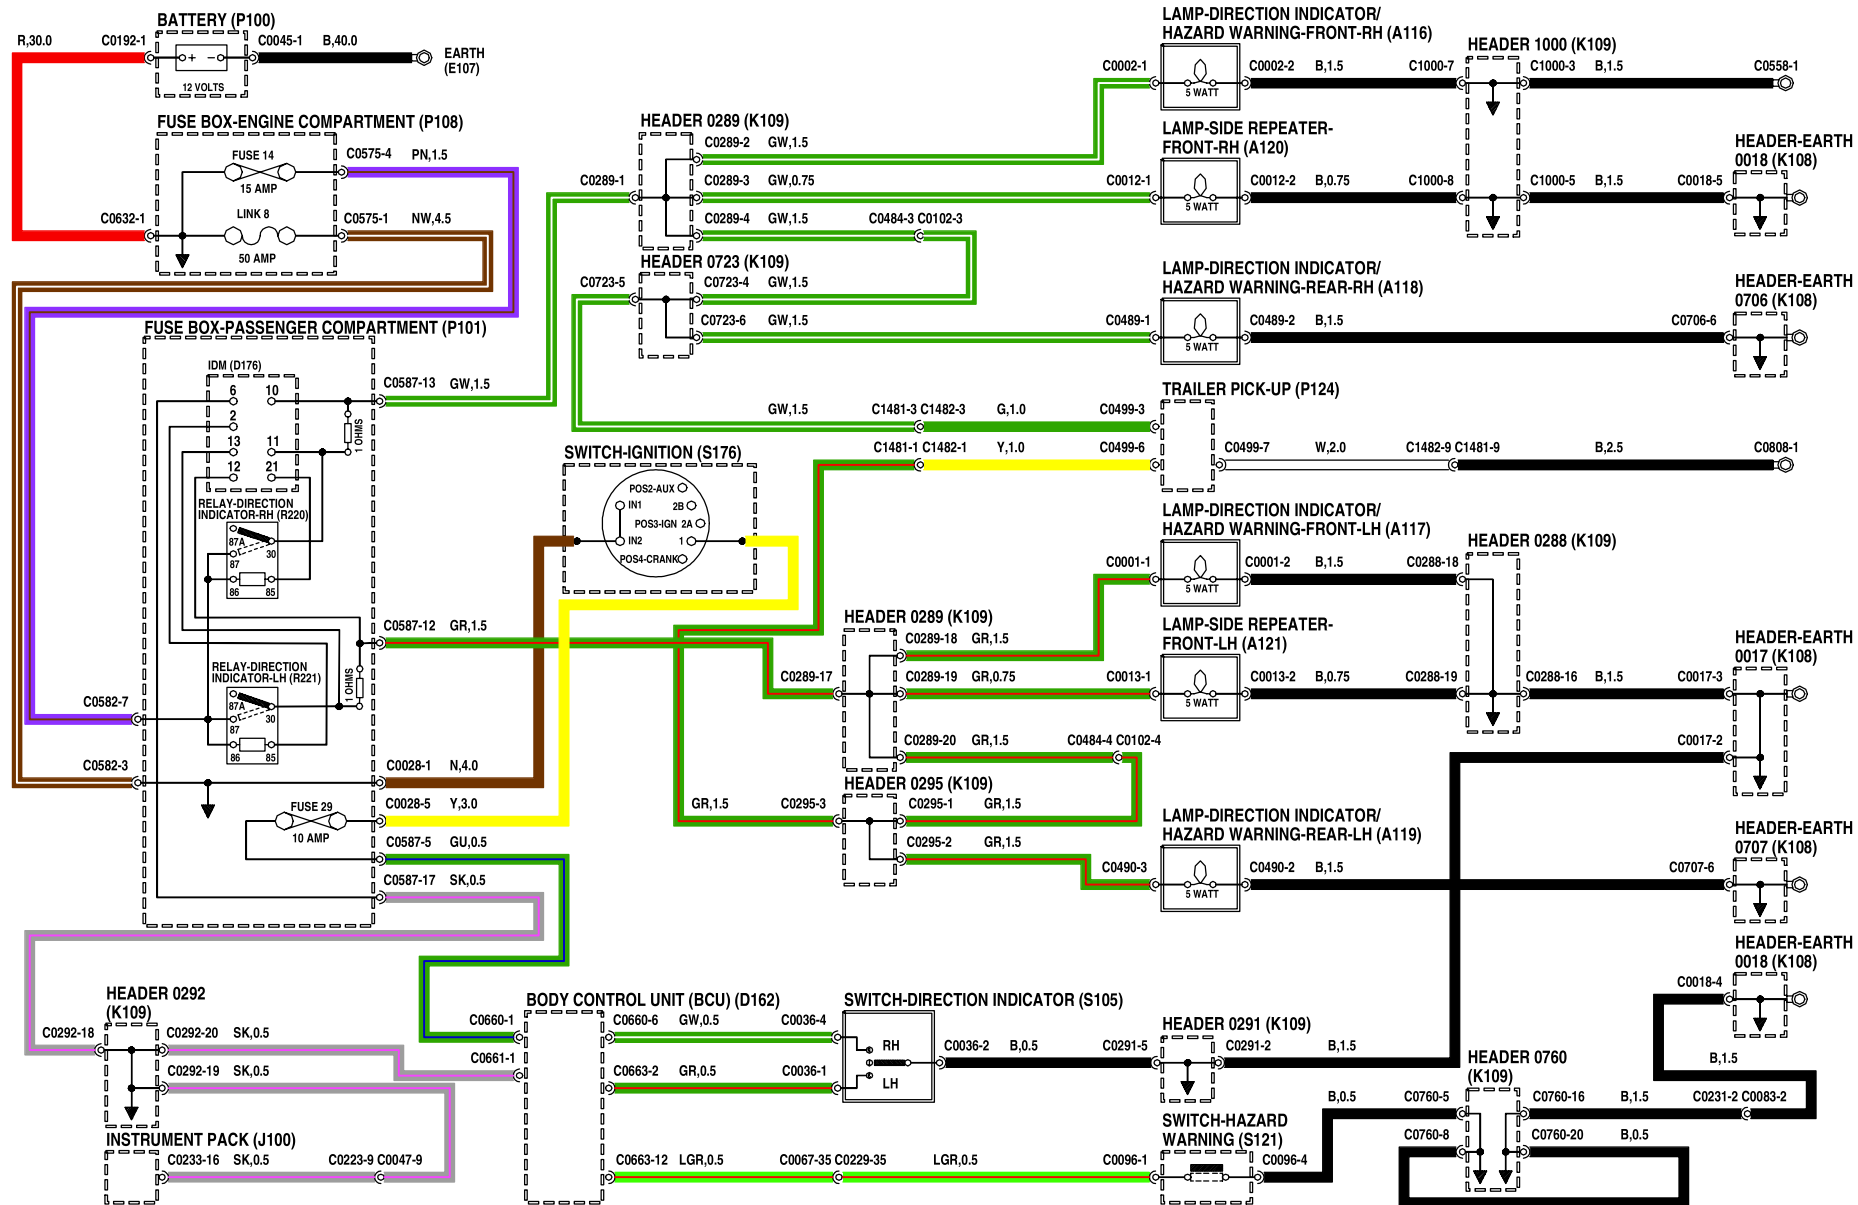 BATTERY (P100)
R,30.0
C0192-1
C0045-1
B,40.0
EARTH
(E107)
12 VOLTS
FUSE BOX-ENGINE COMPARTMENT (P108)
FUSE 14
15 AMP
C0575-4
PN,1.5
C0632-1
LINK 8
50 AMP
C0575-1
NW,4.5
FUSE BOX-PASSENGER COMPARTMENT (P101)
IDM (D176)
6
10
2
13
11
12
21
1 OHMS
C0587-13
GW,1.5
RELAY-DIRECTION
INDICATOR-RH (R220)
87A
30
87
86
85
C0587-12
GR,1.5
RELAY-DIRECTION
INDICATOR-LH (R221)
87A
30
87
86
85
1 OHMS
C0582-7
C0582-3
C0028-1
N,4.0
C0028-5
Y,3.0
FUSE 29
10 AMP
C0587-5
GU,0.5
C0587-17
SK,0.5
SWITCH-IGNITION (S176)
POS2-AUX
IN1
2B
POS3-IGN
2A
IN2
1
POS4-CRANK
HEADER 0289 (K109)
C0289-1
C0289-2
GW,1.5
C0289-3
GW,0.75
C0289-4
GW,1.5
C0484-3
C0102-3
HEADER 0723 (K109)
C0723-5
C0723-4
GW,1.5
C0723-6
GW,1.5
GW,1.5
C1481-3
C1482-3
G,1.0
C0499-3
C1481-1
C1482-1
Y,1.0
C0499-6
LAMP-DIRECTION INDICATOR/
HAZARD WARNING-FRONT-RH (A116)
C0002-1
5 WATT
C0002-2
B,1.5
C1000-7
HEADER 1000 (K109)
C1000-3
B,1.5
C0558-1
LAMP-SIDE REPEATER-
FRONT-RH (A120)
C0012-1
5 WATT
C0012-2
B,0.75
C1000-8
C1000-5
B,1.5
C0018-5
HEADER-EARTH
0018 (K108)
LAMP-DIRECTION INDICATOR/
HAZARD WARNING-REAR-RH (A118)
C0489-1
5 WATT
C0489-2
B,1.5
C0706-6
HEADER-EARTH
0706 (K108)
TRAILER PICK-UP (P124)
C0499-7
W,2.0
C1482-9
C1481-9
B,2.5
C0808-1
LAMP-DIRECTION INDICATOR/
HAZARD WARNING-FRONT-LH (A117)
C0001-1
5 WATT
C0001-2
B,1.5
C0288-18
HEADER 0288 (K109)
HEADER 0289 (K109)
C0289-17
C0289-18
GR,1.5
C0289-19
GR,0.75
C0289-20
GR,1.5
C0484-4
C0102-4
LAMP-SIDE REPEATER-
FRONT-LH (A121)
C0013-1
5 WATT
C0013-2
B,0.75
C0288-19
C0288-16
B,1.5
C0017-3
HEADER-EARTH
0017 (K108)
C0017-2
HEADER 0295 (K109)
GR,1.5
C0295-3
C0295-1
GR,1.5
C0295-2
GR,1.5
LAMP-DIRECTION INDICATOR/
HAZARD WARNING-REAR-LH (A119)
C0490-3
5 WATT
C0490-2
B,1.5
C0707-6
HEADER-EARTH
0707 (K108)
HEADER-EARTH
0018 (K108)
C0018-4
B,1.5
HEADER 0292
(K109)
C0292-18
C0292-20
SK,0.5
C0292-19
SK,0.5
INSTRUMENT PACK (J100)
C0233-16
SK,0.5
C0223-9
C0047-9
BODY CONTROL UNIT (BCU) (D162)
C0660-1
C0661-1
C0660-6
GW,0.5
C0036-4
C0663-2
GR,0.5
C0036-1
C0663-12
LGR,0.5
C0067-35
C0229-35
LGR,0.5
C0096-1
SWITCH-DIRECTION INDICATOR (S105)
RH
LH
C0036-2
B,0.5
C0291-5
HEADER 0291 (K109)
C0291-2
B,1.5
SWITCH-HAZARD
WARNING (S121)
C0096-4
B,0.5
HEADER 0760
(K109)
C0760-5
C0760-8
C0760-16
B,1.5
C0231-2
C0083-2
C0760-20
B,0.5